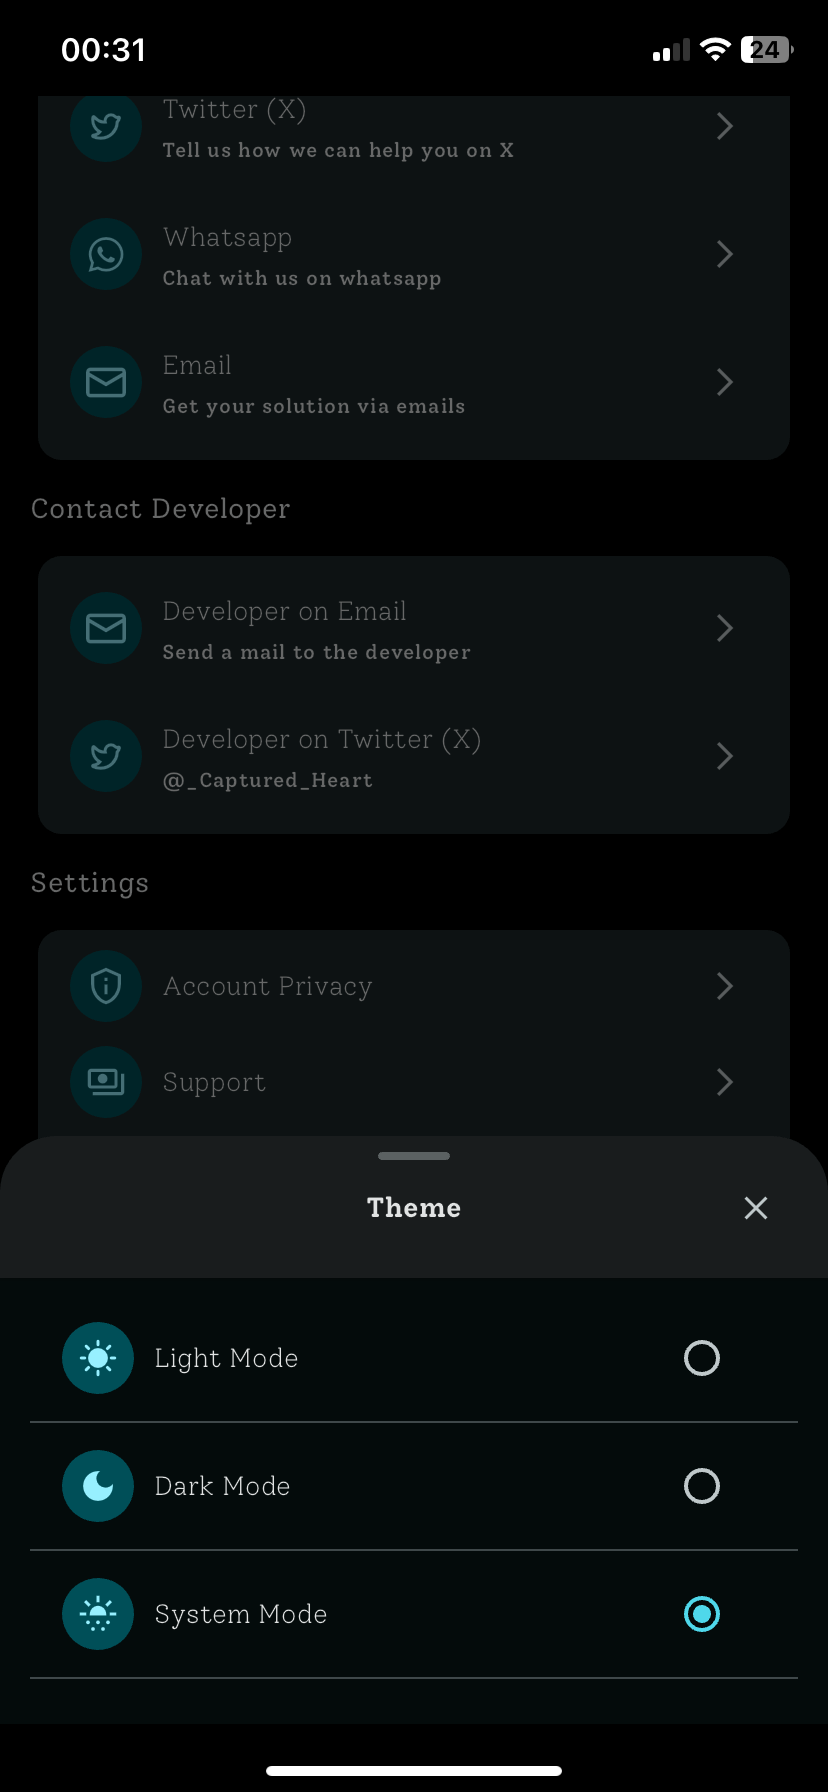 00:31
24
Twitter (X)
Tell us how we can help you on X
Whatsapp
Chat with us on whatsapp
Email
Get your solution via emails
Contact Developer
Developer on Email
Send a mail to the developer
Developer on Twitter (X)
@_Captured_Heart
Settings
Account Privacy
Support
Theme
Light Mode
Dark Mode
System Mode